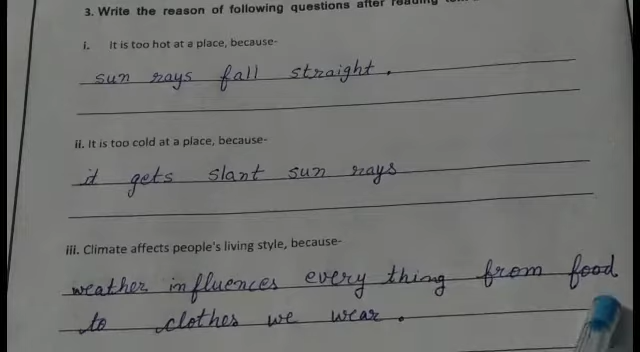 3. Write the reason of following questions after reading
i. It is too hot at a place, because-
sun rays fall straight.
ii. It is too cold at a place, because-
it gets slant sun rays
iii. Climate affects people's living style, because-
weather influences every thing from food
to clothes we wear.